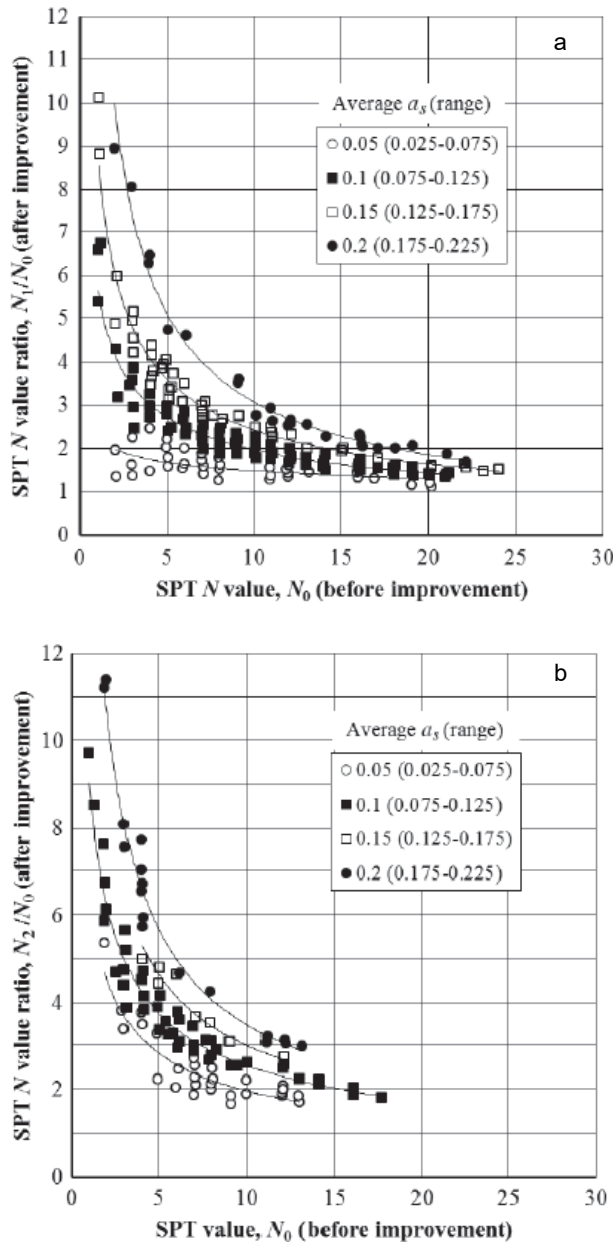 12
a
11
10
Average a_s (range)
9
0.05 (0.025-0.075)
8
0.1 (0.075-0.125)
7
0.15 (0.125-0.175)
6
0.2 (0.175-0.225)
5
4
3
2
1
0
SPT N value ratio, N₁/N₀ (after improvement)
0 5 10 15 20 25 30
SPT N value, N₀ (before improvement)
12
b
Average a_s (range)
10
0.05 (0.025-0.075)
0.1 (0.075-0.125)
8
0.15 (0.125-0.175)
0.2 (0.175-0.225)
6
4
2
0
SPT N value ratio, N₂ /N₀ (after improvement)
0 5 10 15 20 25 30
SPT value, N₀ (before improvement)